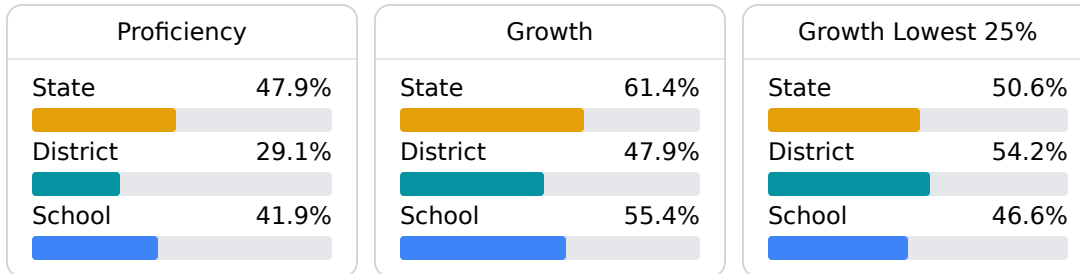 Proficiency
State 47.9%
District 29.1%
School 41.9%
Growth
State 61.4%
District 47.9%
School 55.4%
Growth Lowest 25%
State 50.6%
District 54.2%
School 46.6%